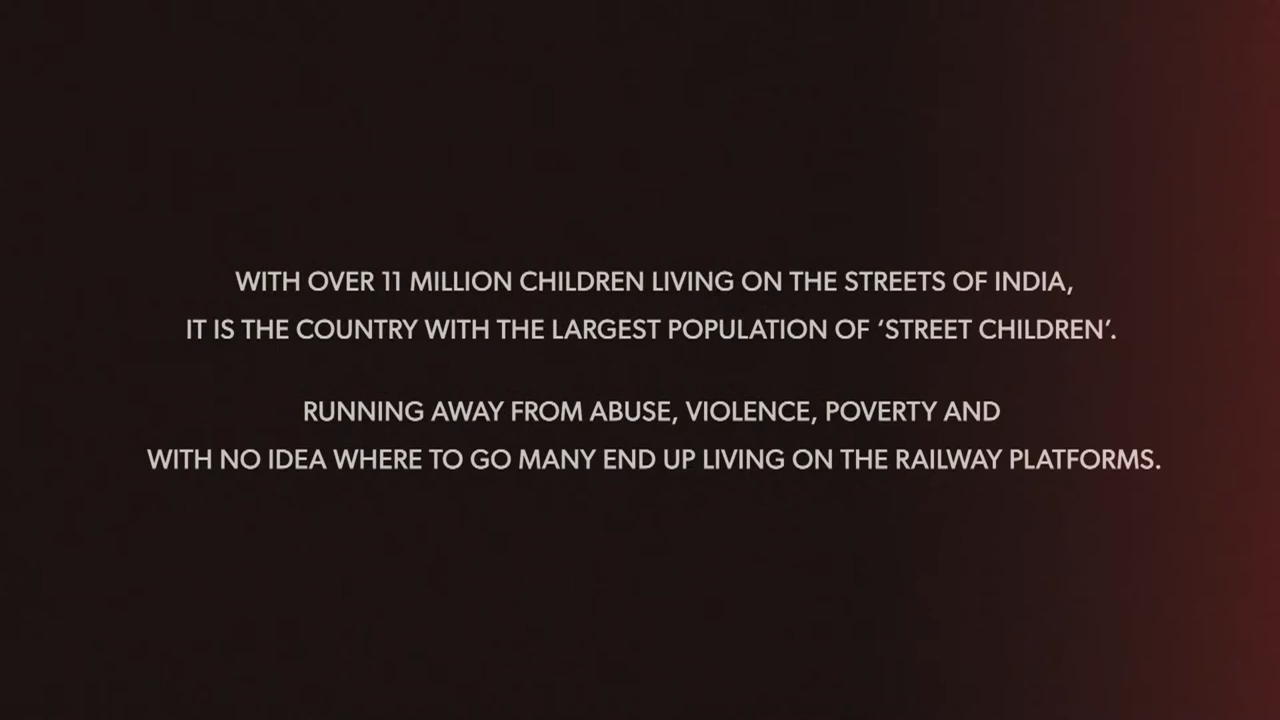 WITH OVER 11 MILLION CHILDREN LIVING ON THE STREETS OF INDIA,
IT IS THE COUNTRY WITH THE LARGEST POPULATION OF ‘STREET CHILDREN’.
RUNNING AWAY FROM ABUSE, VIOLENCE, POVERTY AND
WITH NO IDEA WHERE TO GO MANY END UP LIVING ON THE RAILWAY PLATFORMS.